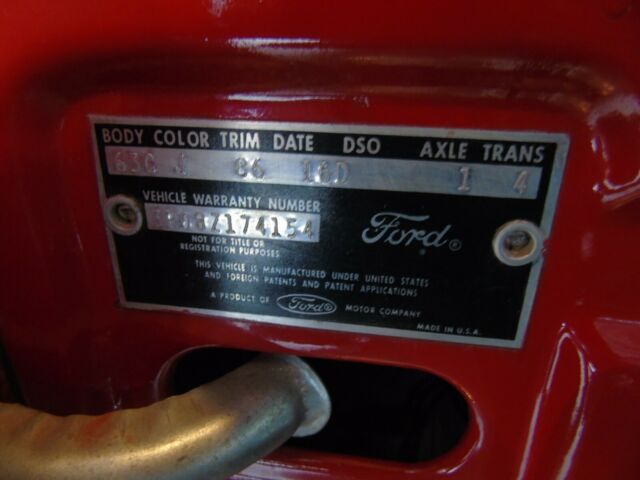 BODY COLOR TRIM DATE DSO AXLE TRANS
86 16D 1 4
VEHICLE WARRANTY NUMBER
NOT FOR TITLE OR
REGISTRATION PURPOSES
Ford®
THIS VEHICLE IS MANUFACTURED UNDER UNITED STATES
AND FOREIGN PATENTS AND PATENT APPLICATIONS
A PRODUCT OF Ford MOTOR COMPANY
MADE IN U.S.A.